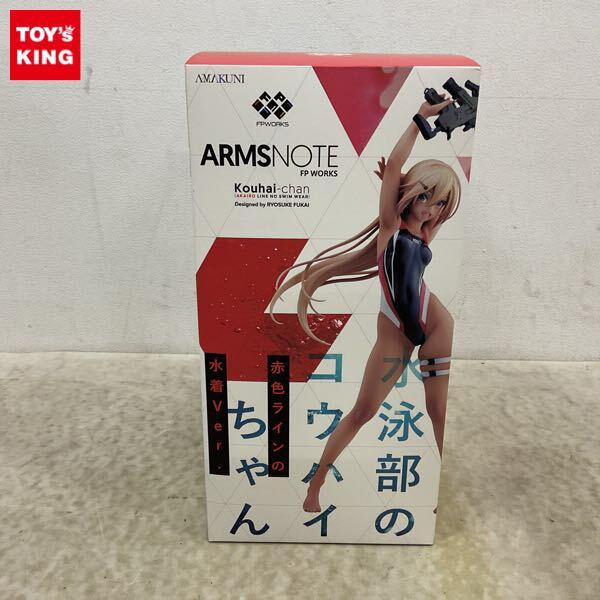 TOY's
KING
AMAKUNI
FPWORKS
ARMSNOTE
FP WORKS
Kouhai-chan
[AKAIRO LINE NO SWIM WEAR]
Designed by RYOSUKE FUKAI
水泳部の
コウハイ
ちゃん
赤色ラインの
水着Ver.